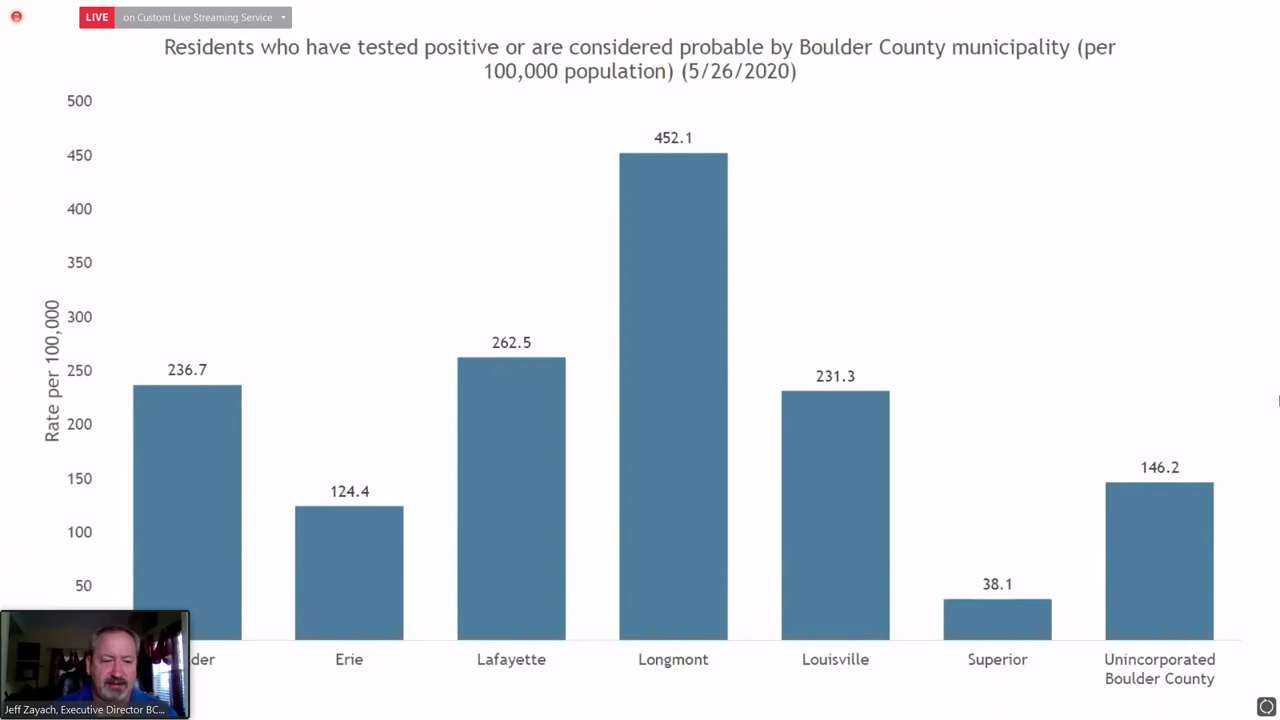 LIVE on Custom Live Streaming Service
Residents who have tested positive or are considered probable by Boulder County municipality (per
100,000 population) (5/26/2020)
500
450
400
350
300
250
200
150
100
50
Rate per 100,000
236.7
124.4
262.5
452.1
231.3
38.1
146.2
der
Erie
Lafayette
Longmont
Louisville
Superior
Unincorporated
Boulder County
Jeff Zayach, Executive Director BC...